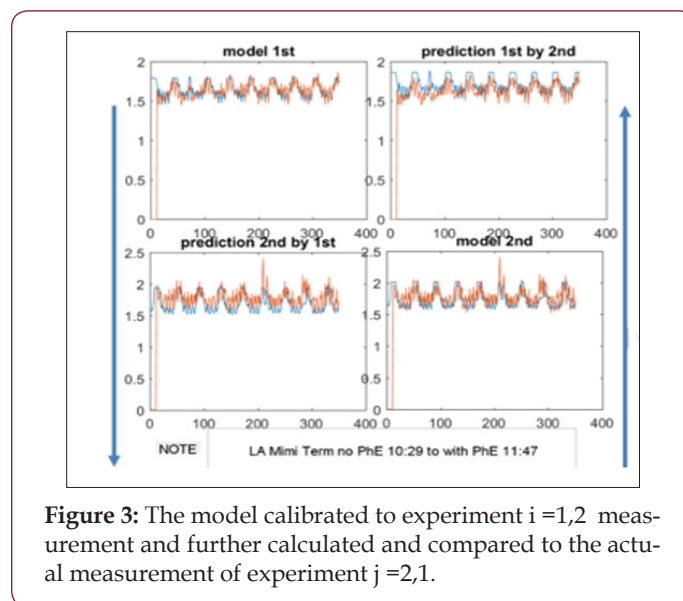 model 1st
prediction 1st by 2nd
2
1.5
1
0.5
0
0 100 200 300 400
2
1.5
1
0.5
0
0 100 200 300 400
prediction 2nd by 1st
model 2nd
2.5
2
1.5
1
0.5
0
0 100 200 300 400
2.5
2
1.5
1
0.5
0
0 100 200 300 400
NOTE
LA Mimi Term no PhE 10:29 to with PhE 11:47
Figure 3: The model calibrated to experiment i =1,2 meas-
urement and further calculated and compared to the actu-
al measurement of experiment j =2,1.